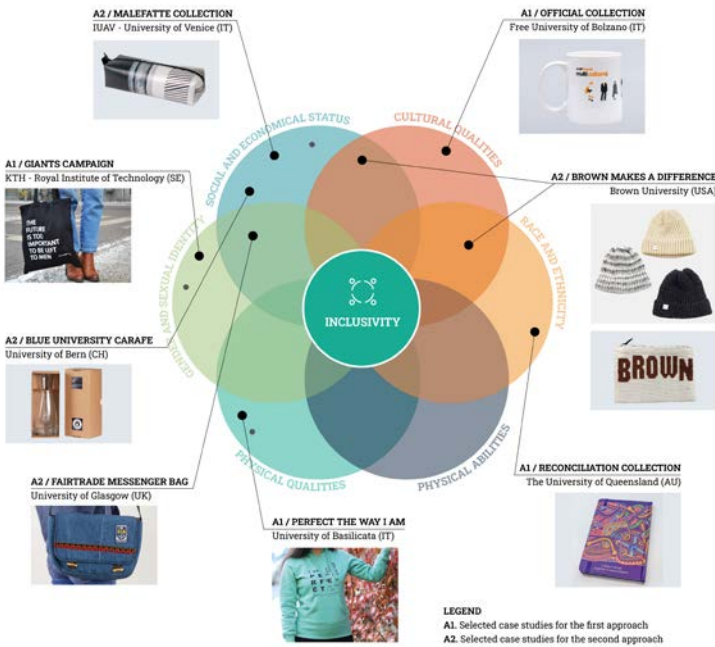 A2 / MALEFATTE COLLECTION
IUAV - University of Venice (IT)
A1 / OFFICIAL COLLECTION
Free University of Bolzano (IT)
SOCIAL AND ECONOMICAL STATUS
CULTURAL QUALITIES
A1 / GIANTS CAMPAIGN
KTH - Royal Institute of Technology (SE)
THE
FUTURE
IS TOO
IMPORTANT
TO BE LEFT
TO MEN
A2 / BROWN MAKES A DIFFERENCE
Brown University (USA)
GENDER AND SEXUAL IDENTITY
RACE AND ETHNICITY
INCLUSIVITY
BROWN
A2 / BLUE UNIVERSITY CARAFE
University of Bern (CH)
PHYSICAL QUALITIES
PHYSICAL ABILITIES
A2 / FAIRTRADE MESSENGER BAG
University of Glasgow (UK)
A1 / RECONCILIATION COLLECTION
The University of Queensland (AU)
A1 / PERFECT THE WAY I AM
University of Basilicata (IT)
LEGEND
A1. Selected case studies for the first approach
A2. Selected case studies for the second approach